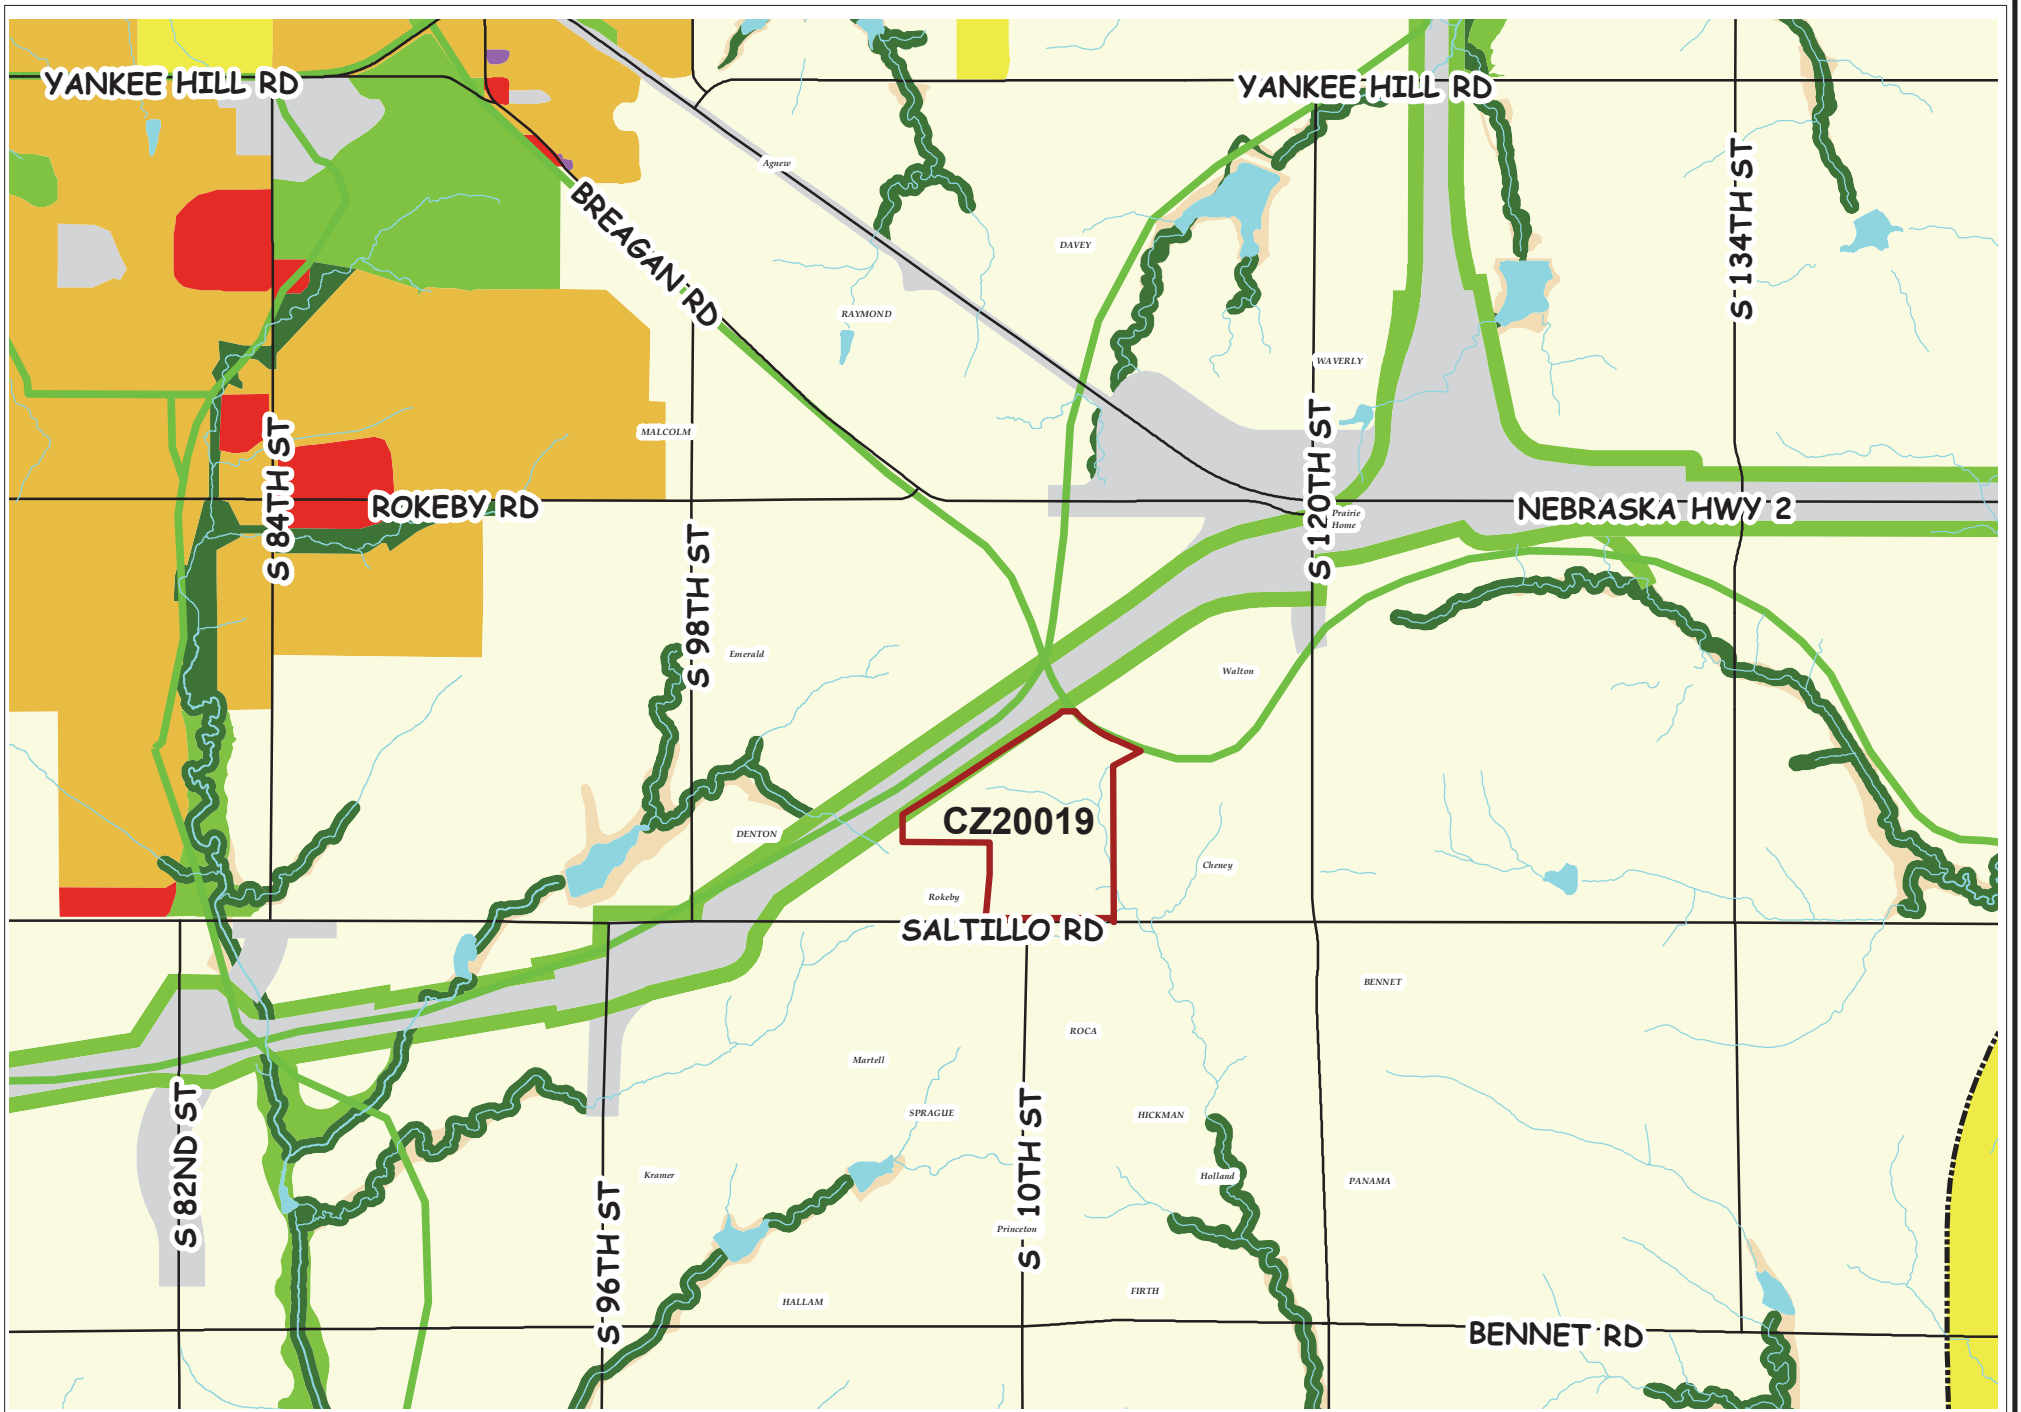 YANKEE HILL RD
YANKEE HILL RD
Agnew
S 134TH ST
BREAGAN RD
DAVEY
RAYMOND
WAVERLY
MALCOLM
S 84TH ST
ROKEBY RD
S 120TH ST
Prairie
Home
NEBRASKA HWY 2
S 98TH ST
Emerald
Walton
CZ20019
DENTON
Cheney
Rokeby
SALTILLO RD
BENNET
ROCA
Martell
SPRAGUE
HICKMAN
S 82ND ST
S 110TH ST
Kramer
Holland
PANAMA
Princeton
S 96TH ST
HALLAM
FIRTH
BENNET RD